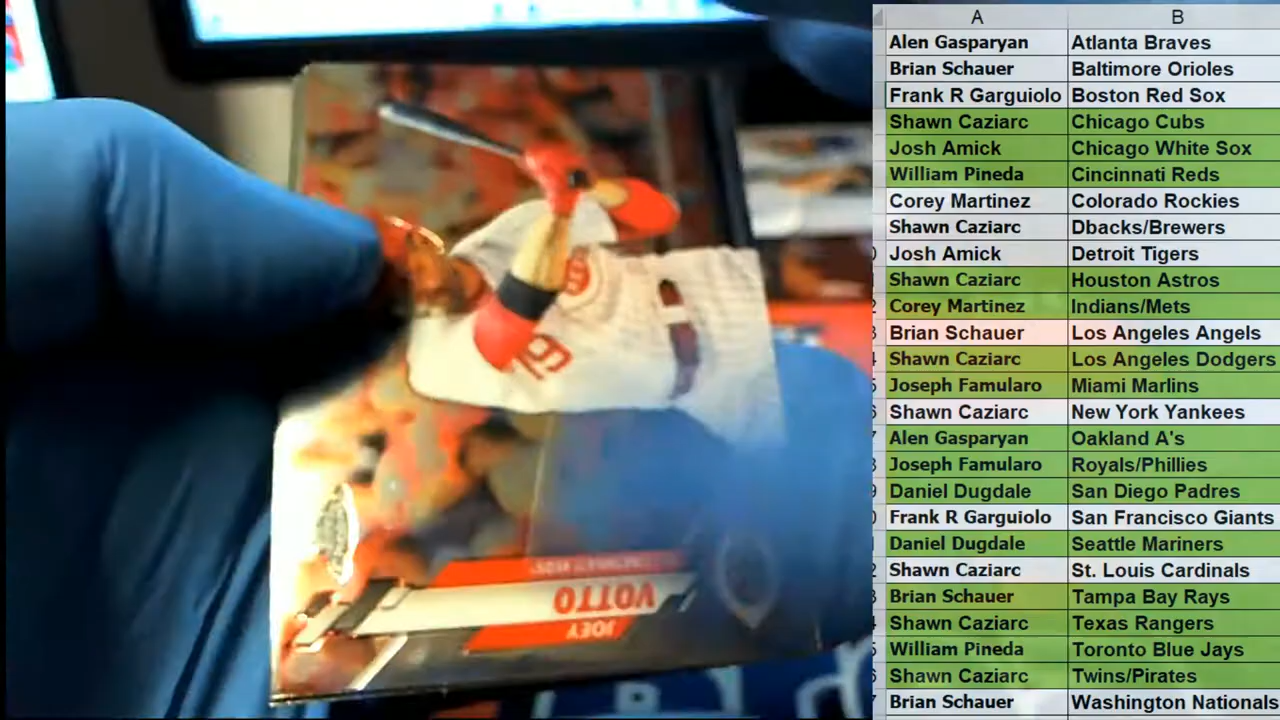 A B
Alen Gasparyan Atlanta Braves
Brian Schauer Baltimore Orioles
Frank R Garguiolo Boston Red Sox
Shawn Caziarc Chicago Cubs
Josh Amick Chicago White Sox
William Pineda Cincinnati Reds
Corey Martinez Colorado Rockies
Shawn Caziarc Dbacks/Brewers
Josh Amick Detroit Tigers
Shawn Caziarc Houston Astros
Corey Martinez Indians/Mets
Brian Schauer Los Angeles Angels
Shawn Caziarc Los Angeles Dodgers
Joseph Famularo Miami Marlins
Shawn Caziarc New York Yankees
Alen Gasparyan Oakland A's
Joseph Famularo Royals/Phillies
Daniel Dugdale San Diego Padres
Frank R Garguiolo San Francisco Giants
Daniel Dugdale Seattle Mariners
Shawn Caziarc St. Louis Cardinals
Brian Schauer Tampa Bay Rays
Shawn Caziarc Texas Rangers
William Pineda Toronto Blue Jays
Shawn Caziarc Twins/Pirates
Brian Schauer Washington Nationals
JOEY
VOTTO
CINCINNATI REDS
19